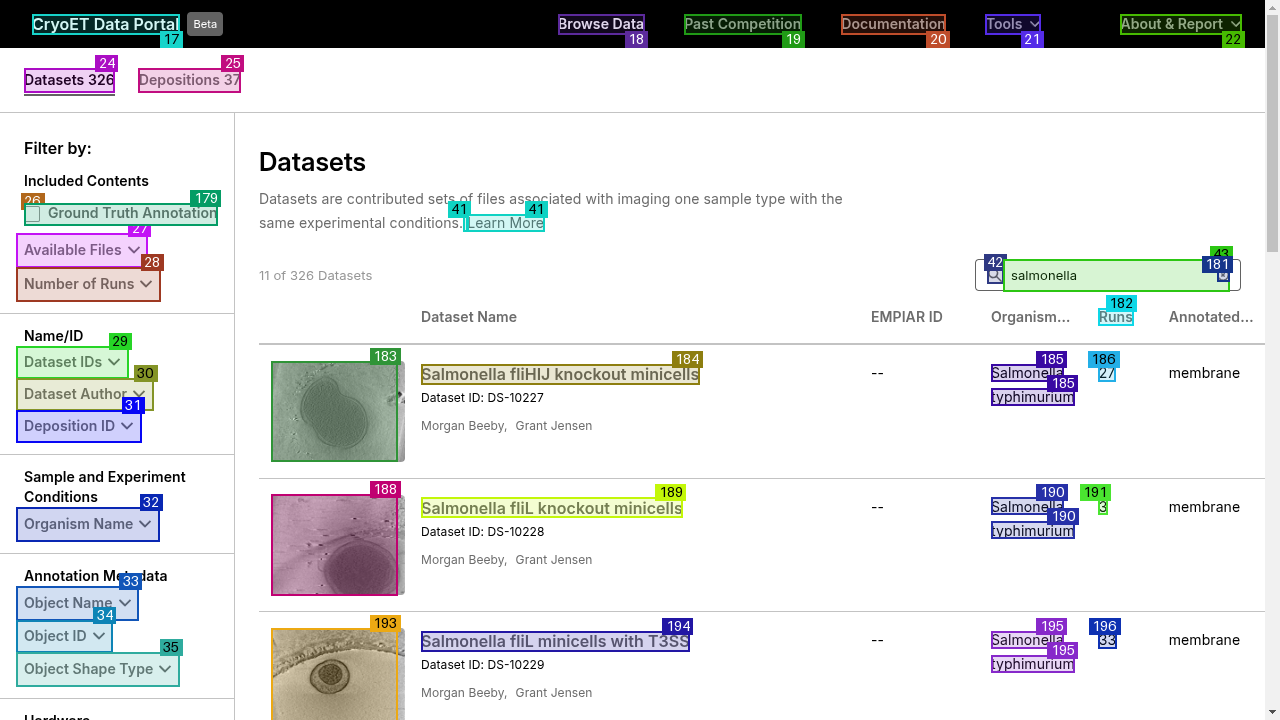 CryoET Data Portal Beta Browse Data Past Competition Documentation Tools About & Report
17 18 19 20 21 22
24 25
Datasets 326 Depositions 37
Filter by:
Included Contents
26 179
Ground Truth Annotation
27
Available Files
28
Number of Runs
Name/ID
29
Dataset IDs
30
Dataset Author
31
Deposition ID
Sample and Experiment
Conditions
32
Organism Name
Annotation Metadata
33
Object Name
34
Object ID
35
Object Shape Type
Hardware
Datasets
Datasets are contributed sets of files associated with imaging one sample type with the
same experimental conditions. Learn More
41 41
11 of 326 Datasets
42 salmonella 43 181
182
Dataset Name EMPIAR ID Organism... Runs Annotated...
183 184 185 186
Salmonella fliHIJ knockout minicells -- Salmonella 27 membrane
185
Dataset ID: DS-10227 typhimurium
Morgan Beeby, Grant Jensen
188 189 190 191
Salmonella fliL knockout minicells -- Salmonella 3 membrane
190
Dataset ID: DS-10228 typhimurium
Morgan Beeby, Grant Jensen
193 194 195 196
Salmonella fliL minicells with T3SS -- Salmonella 33 membrane
195
Dataset ID: DS-10229 typhimurium
Morgan Beeby, Grant Jensen